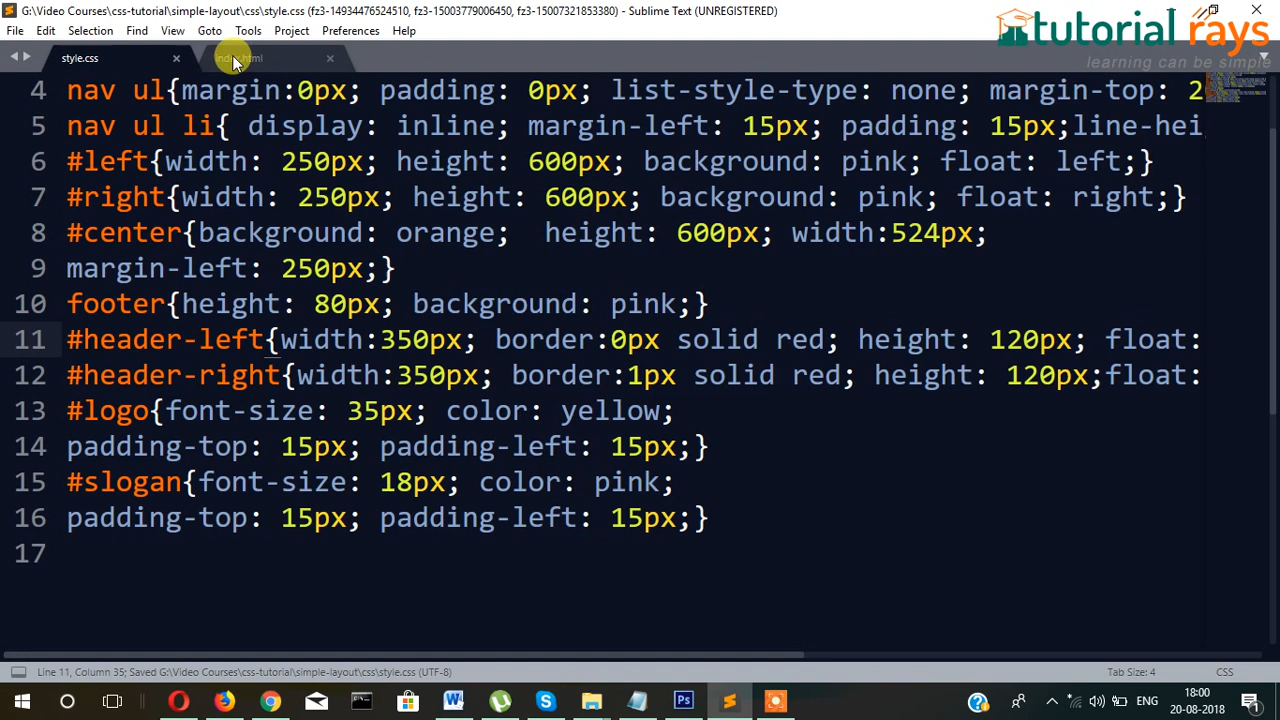 G:\Video Courses\css-tutorial\simple-layout\css\style.css (fz3-14934476524510, fz3-15003779006450, fz3-15007321853380) - Sublime Text (UNREGISTERED)
File Edit Selection Find View Goto Tools Project Preferences Help
tutorial rays
learning can be simple
style.css index.html
4 nav ul{margin:0px; padding: 0px; list-style-type: none; margin-top: 2
5 nav ul li{ display: inline; margin-left: 15px; padding: 15px;line-hei
6 #left{width: 250px; height: 600px; background: pink; float: left;}
7 #right{width: 250px; height: 600px; background: pink; float: right;}
8 #center{background: orange;  height: 600px; width:524px;
9 margin-left: 250px;}
10 footer{height: 80px; background: pink;}
11 #header-left{width:350px; border:0px solid red; height: 120px; float:
12 #header-right{width:350px; border:1px solid red; height: 120px;float:
13 #logo{font-size: 35px; color: yellow;
14 padding-top: 15px; padding-left: 15px;}
15 #slogan{font-size: 18px; color: pink;
16 padding-top: 15px; padding-left: 15px;}
17
Line 11, Column 35; Saved G:\Video Courses\css-tutorial\simple-layout\css\style.css (UTF-8) Tab Size: 4 CSS
ENG
18:00
20-08-2018